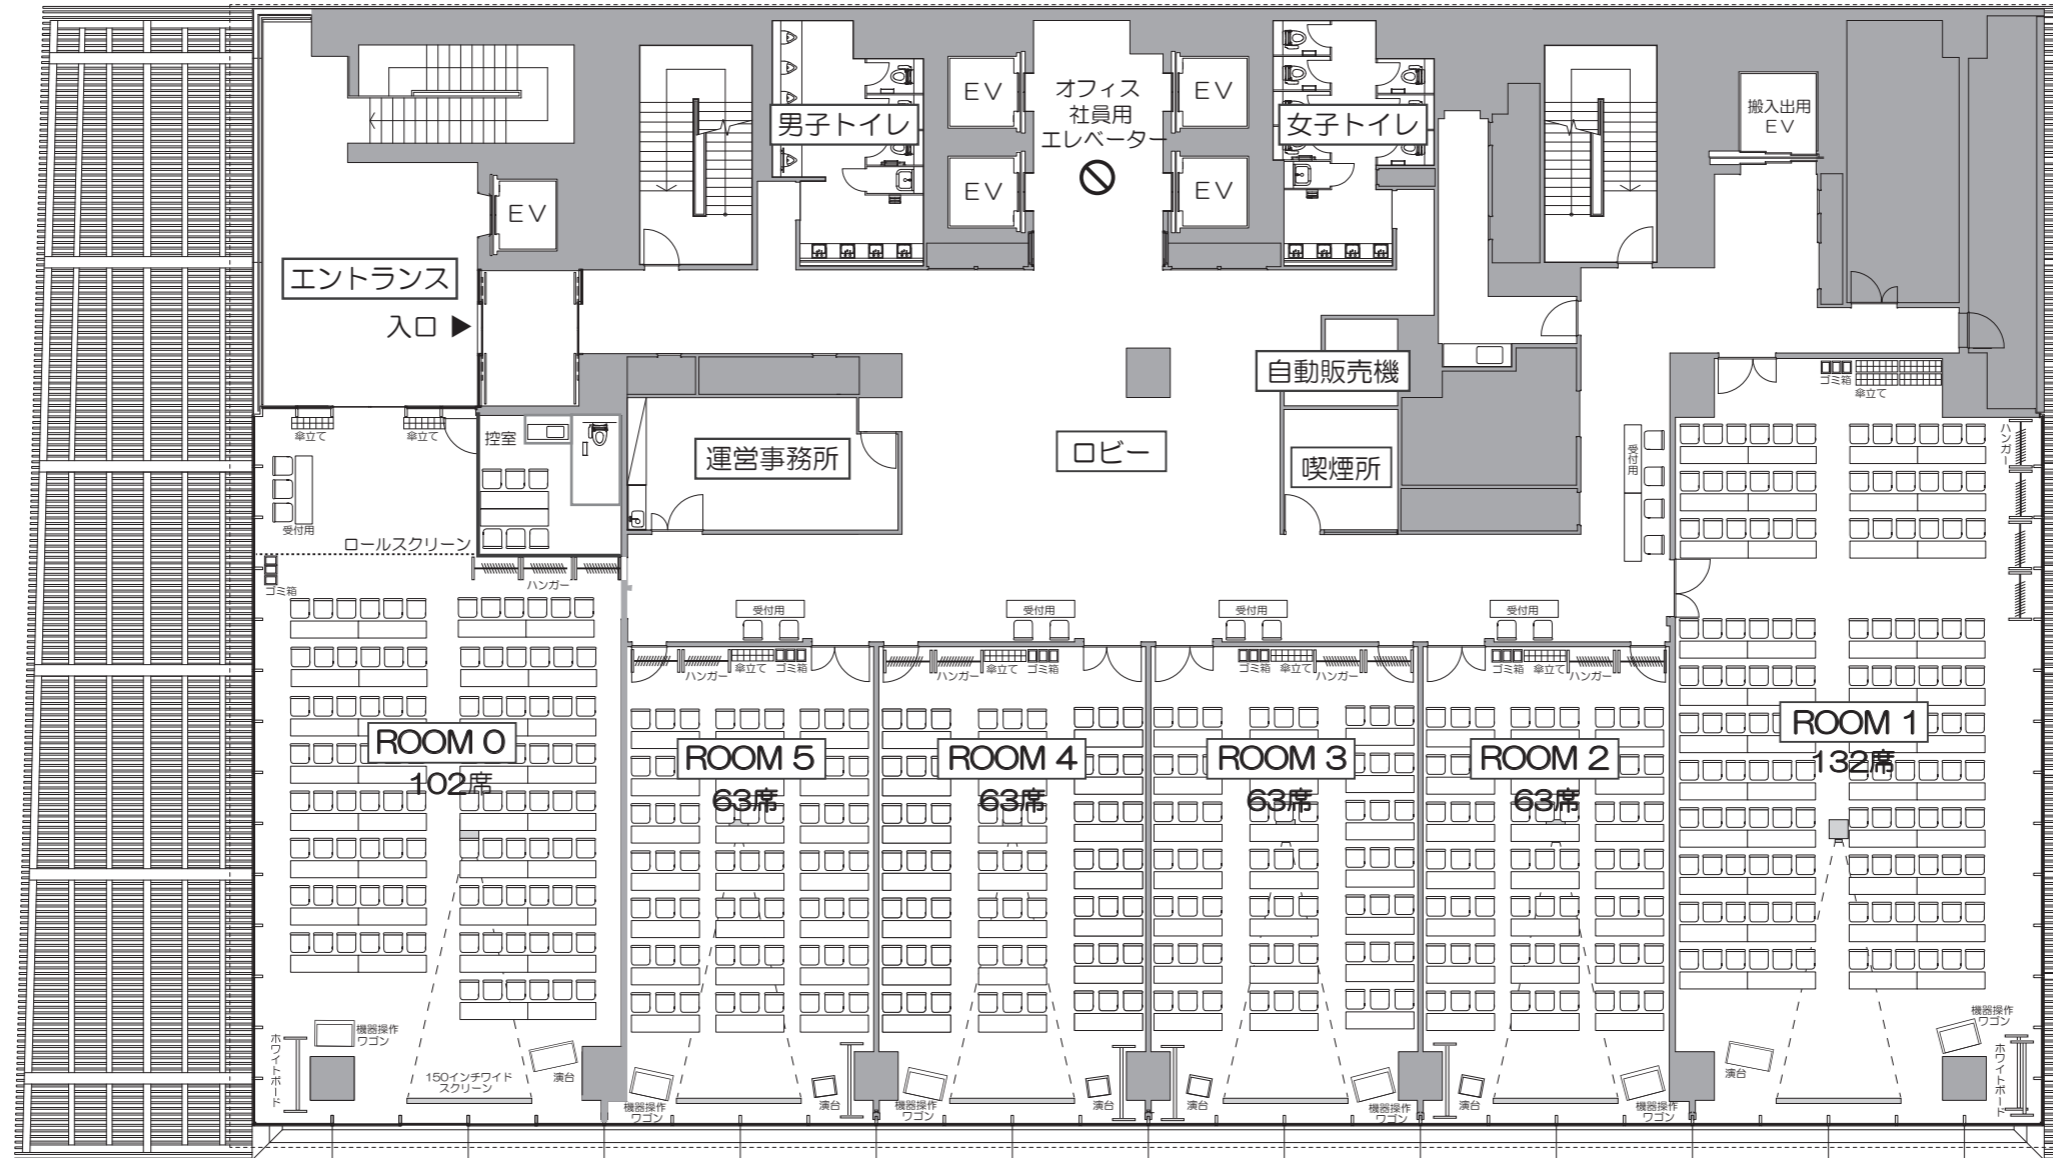 EV
EV
オフィス
社員用
エレベーター
EV
EV
EV
男子トイレ
女子トイレ
搬入出用
EV
エントランス
入口 ▶
自動販売機
ゴミ箱
傘立て
傘立て
傘立て
控室
運営事務所
ロビー
喫煙所
受付用
ハンガー
受付用
ロールスクリーン
ハンガー
ゴミ箱
受付用
受付用
受付用
受付用
ハンガー
傘立て
ゴミ箱
ハンガー
傘立て
ゴミ箱
ゴミ箱
傘立て
ハンガー
ゴミ箱
傘立て
ハンガー
ROOM 0
102席
ROOM 5
63席
ROOM 4
63席
ROOM 3
63席
ROOM 2
63席
ROOM 1
132席
ホワイトボード
機器操作
ワゴン
150インチワイド
スクリーン
演台
機器操作
ワゴン
演台
機器操作
ワゴン
演台
演台
機器操作
ワゴン
演台
機器操作
ワゴン
演台
機器操作
ワゴン
ホワイトボード